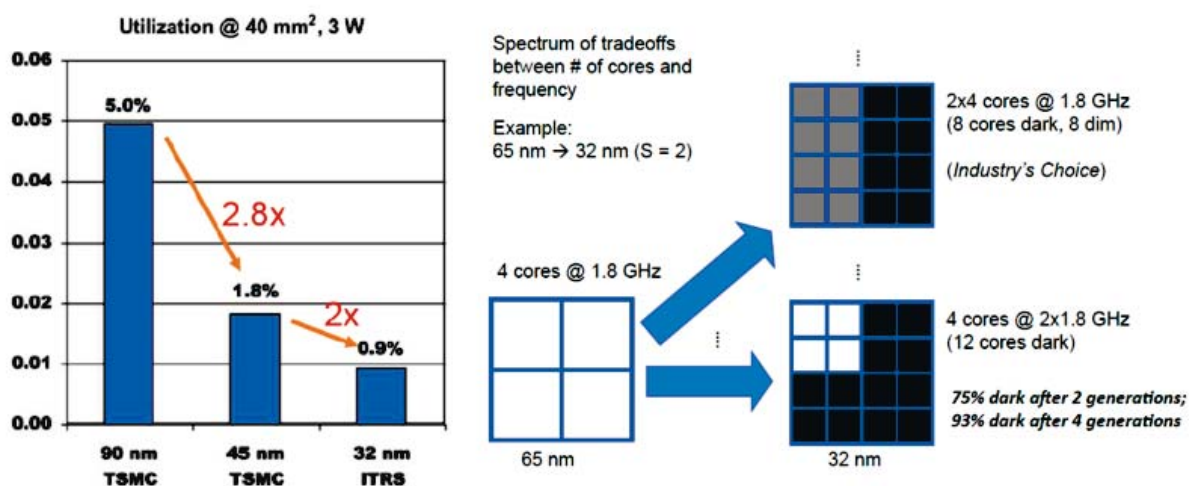 Utilization @ 40 mm², 3 W
0.06
0.05
0.04
0.03
0.02
0.01
0.00
5.0%
2.8x
1.8%
2x
0.9%
90 nm
TSMC
45 nm
TSMC
32 nm
ITRS
Spectrum of tradeoffs
between # of cores and
frequency
Example:
65 nm → 32 nm (S = 2)
4 cores @ 1.8 GHz
65 nm
2x4 cores @ 1.8 GHz
(8 cores dark, 8 dim)
(Industry's Choice)
4 cores @ 2x1.8 GHz
(12 cores dark)
75% dark after 2 generations;
93% dark after 4 generations
32 nm